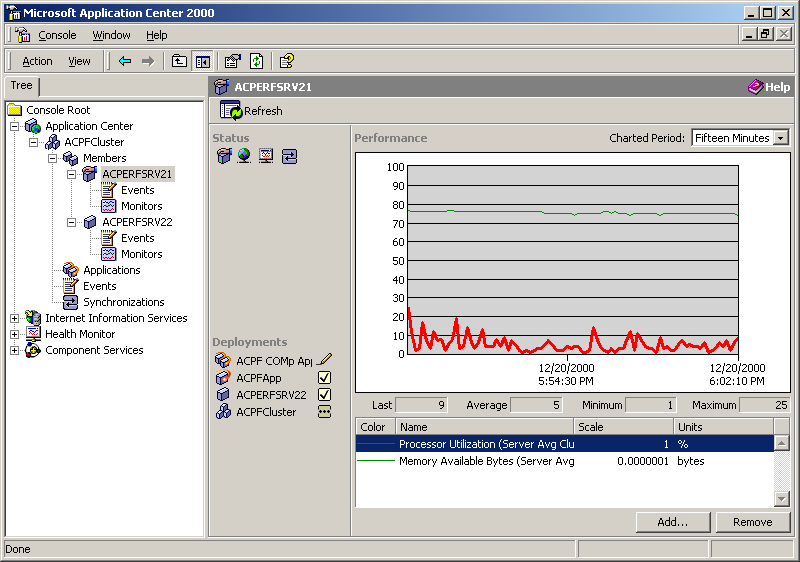 Microsoft Application Center 2000
Console Window Help
Action View
Tree
Console Root
Application Center
ACPFCluster
Members
ACPERFSRV21
Events
Monitors
ACPERFSRV22
Events
Monitors
Applications
Events
Synchronizations
Internet Information Services
Health Monitor
Component Services
ACPERFSRV21 Help
Refresh
Status
Deployments
ACPF COMp App
ACPFApp
ACPERFSRV22
ACPFCluster
Performance Charted Period: Fifteen Minutes
100
90
80
70
60
50
40
30
20
10
0
12/20/2000 12/20/2000
5:54:30 PM 6:02:10 PM
Last 9 Average 5 Minimum 1 Maximum 25
Color Name Scale Units
Processor Utilization (Server Avg Clu 1 %
Memory Available Bytes (Server Avg 0.0000001 bytes
Add... Remove
Done